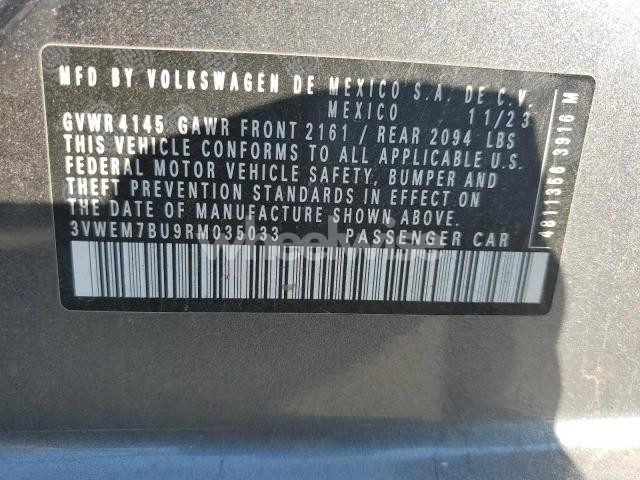 MFD BY VOLKSWAGEN DE MEXICO S.A. DE C.V.
MEXICO 11/23
GVWR 4145 GAWR FRONT 2161 / REAR 2094 LBS
THIS VEHICLE CONFORMS TO ALL APPLICABLE U.S.
FEDERAL MOTOR VEHICLE SAFETY, BUMPER AND
THEFT PREVENTION STANDARDS IN EFFECT ON
THE DATE OF MANUFACTURE SHOWN ABOVE.
3VWEM7BU9RM035033 PASSENGER CAR
4811366 3916 M